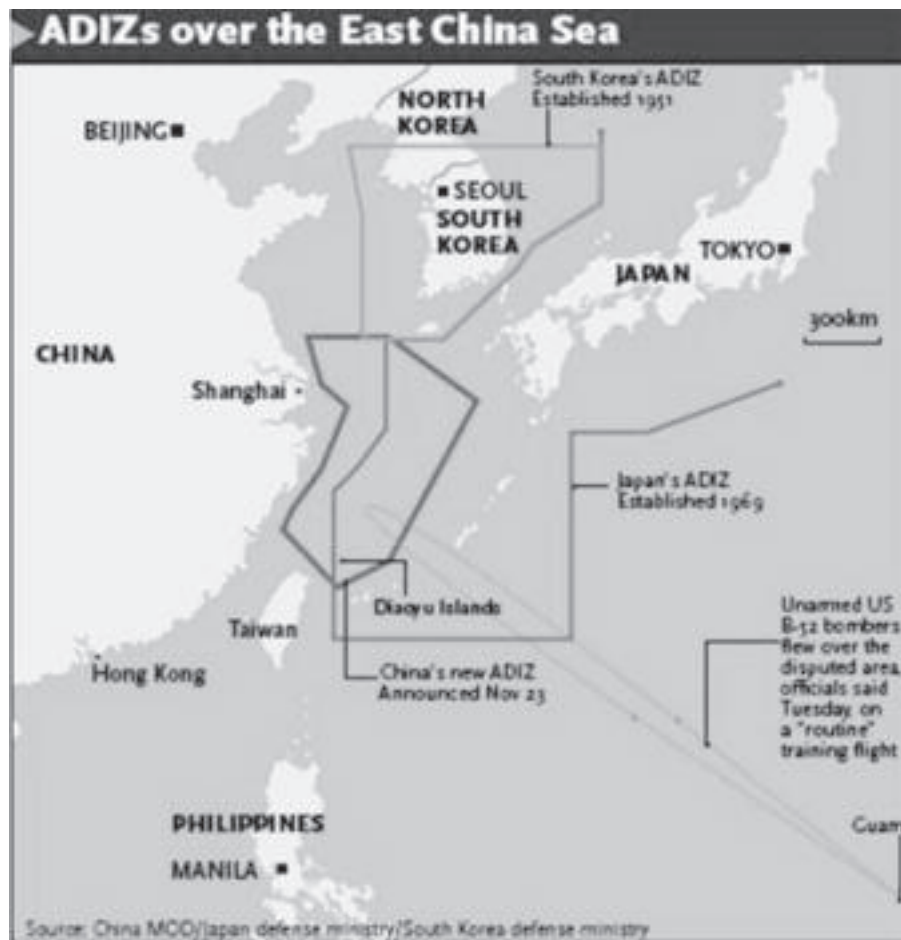 ADIZs over the East China Sea
South Korea's ADIZ
Established 1951
NORTH
KOREA
BEIJING
SEOUL
SOUTH
KOREA
TOKYO
JAPAN
300km
CHINA
Shanghai
Japan's ADIZ
Established 1969
Diaoyu Islands
Unarmed US
B-52 bombers
flew over the
disputed area,
officials said
Tuesday, on
a "routine"
training flight
Taiwan
Hong Kong
China's new ADIZ
Announced Nov 23
Guam
PHILIPPINES
MANILA
Source: China MOD/Japan defense ministry/South Korea defense ministry